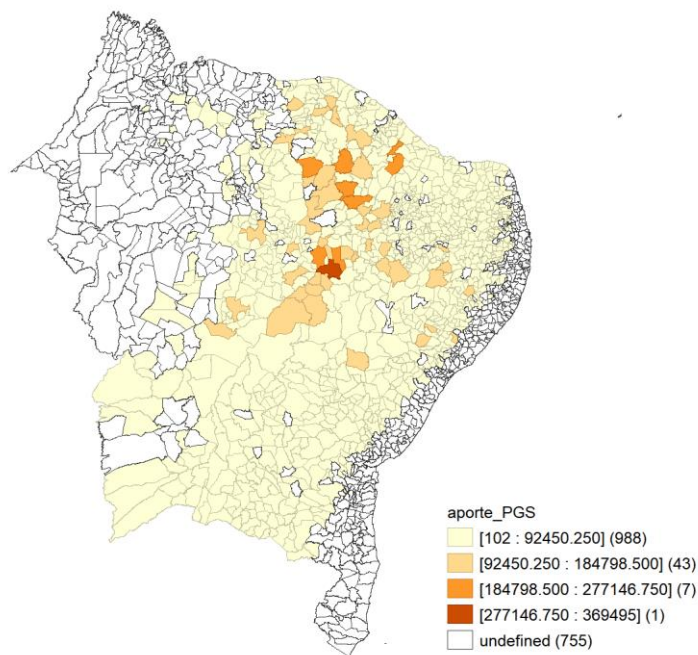 aporte_PGS
[102 : 92450.250] (988)
[92450.250 : 184798.500] (43)
[184798.500 : 277146.750] (7)
[277146.750 : 369495] (1)
undefined (755)